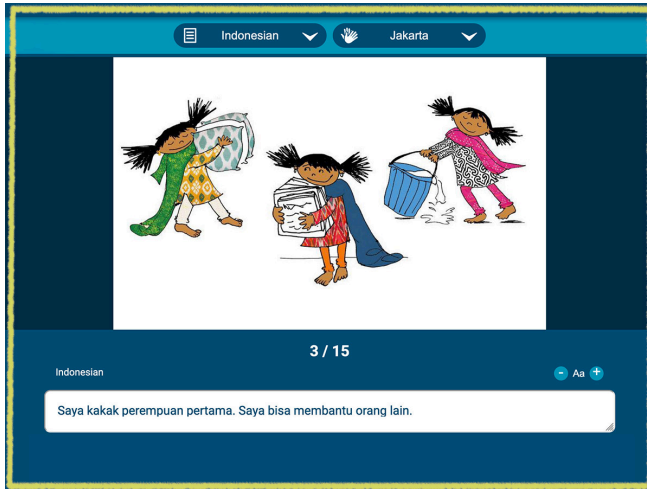 Indonesian
Jakarta
3 / 15
Indonesian
- Aa +
Saya kakak perempuan pertama. Saya bisa membantu orang lain.